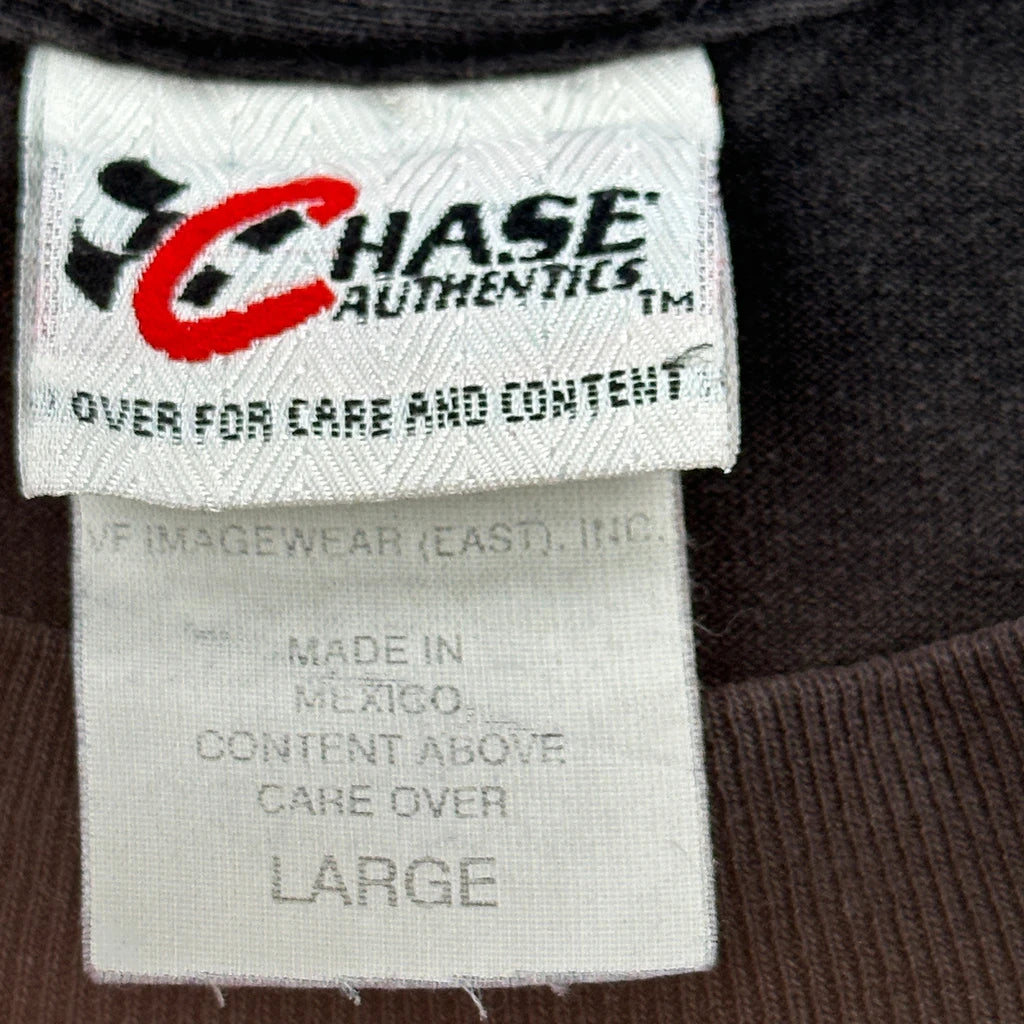 CHASE
AUTHENTICS TM
OVER FOR CARE AND CONTENT
VF IMAGEWEAR (EAST), INC.
MADE IN
MEXICO
CONTENT ABOVE
CARE OVER
LARGE